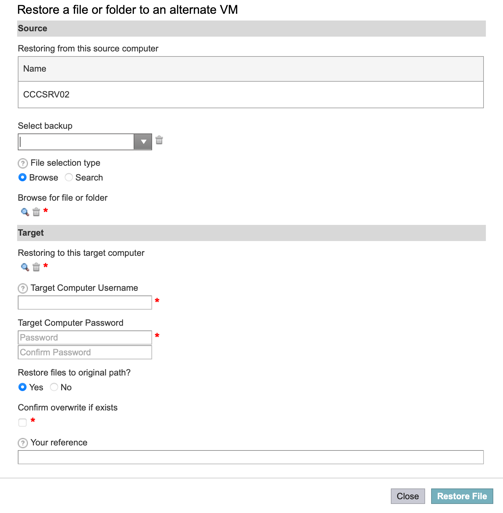 Restore a file or folder to an alternate VM
Source
Restoring from this source computer
Name
CCCSRV02
Select backup
? File selection type
Browse Search
Browse for file or folder
*
Target
Restoring to this target computer
*
? Target Computer Username
*
Target Computer Password
Password *
Confirm Password
Restore files to original path?
Yes No
Confirm overwrite if exists
*
? Your reference
Close Restore File